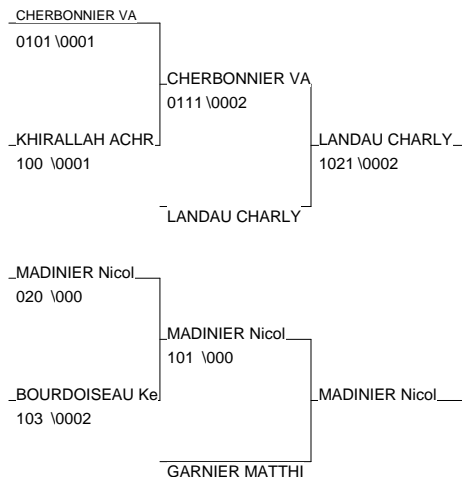 CHERBONNIER VA
0101 \0001
CHERBONNIER VA
0111 \0002
KHIRALLAH ACHR
100 \0001
LANDAU CHARLY
1021 \0002
LANDAU CHARLY
MADINIER Nicol
020 \000
MADINIER Nicol
101 \000
BOURDOISEAU Ke
103 \0002
MADINIER Nicol
GARNIER MATTHI